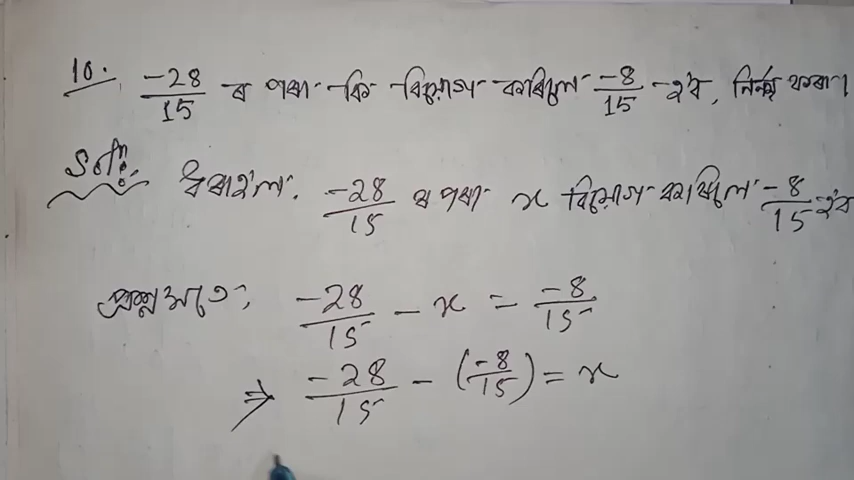 10. -28/15 ৰ পৰা কি বিয়োগ কৰিলে -8/15 হ'ব, নিৰ্ণয় কৰা।
Soln: ধৰাহ'ল, -28/15 ৰ পৰা x বিয়োগ কৰিলে -8/15 হ'ব
প্ৰশ্নমতে, -28/15 - x = -8/15
⇒ -28/15 - (-8/15) = x